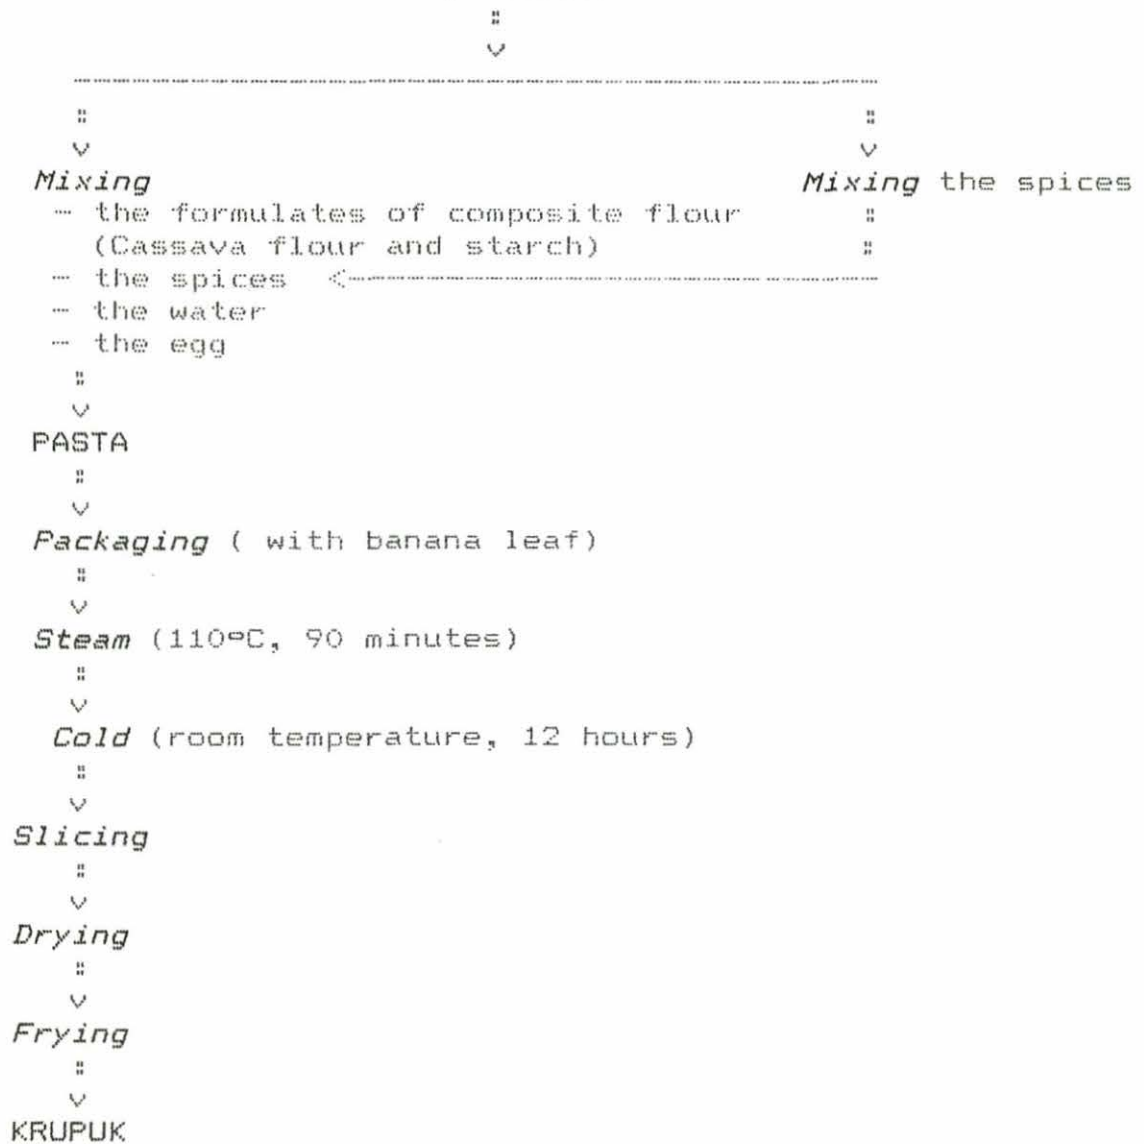 Mixing
Mixing the spices
- the formulates of composite flour
(Cassava flour and starch)
- the spices <
- the water
- the egg
PASTA
Packaging ( with banana leaf)
Steam (110°C, 90 minutes)
Cold (room temperature, 12 hours)
Slicing
Drying
Frying
KRUPUK